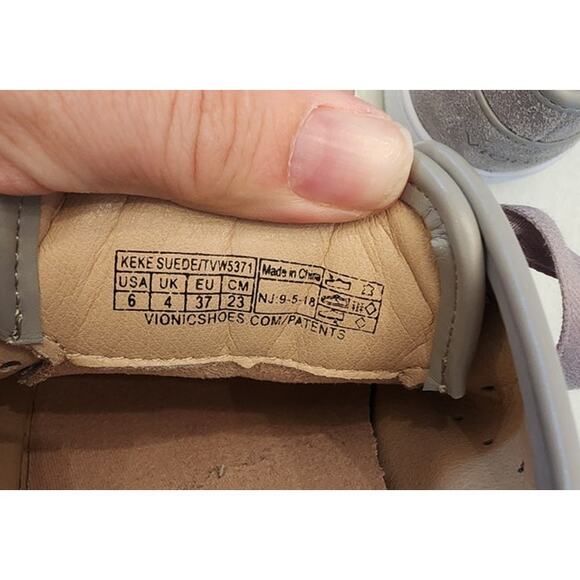 KEKE SUEDE/TVW5371
USA UK EU CM
6 4 37 23
Made in China
NJ:9-5-18
VIONICSHOES.COM/PATENTS